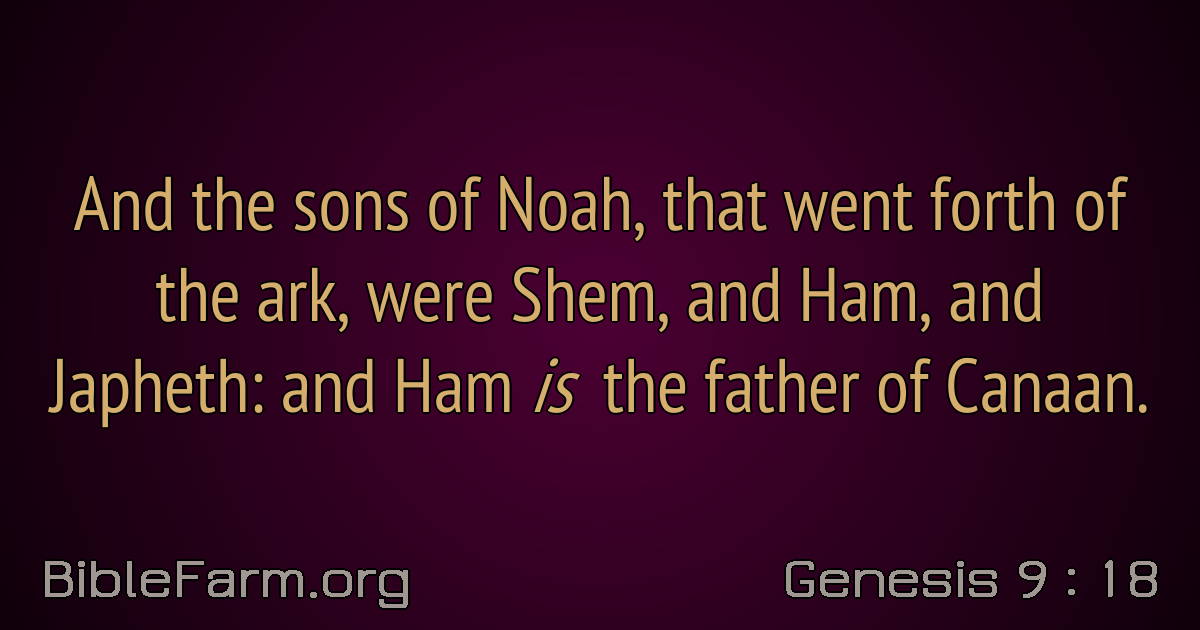 And the sons of Noah, that went forth of
the ark, were Shem, and Ham, and
Japheth: and Ham is the father of Canaan.
BibleFarm.org
Genesis 9 : 18